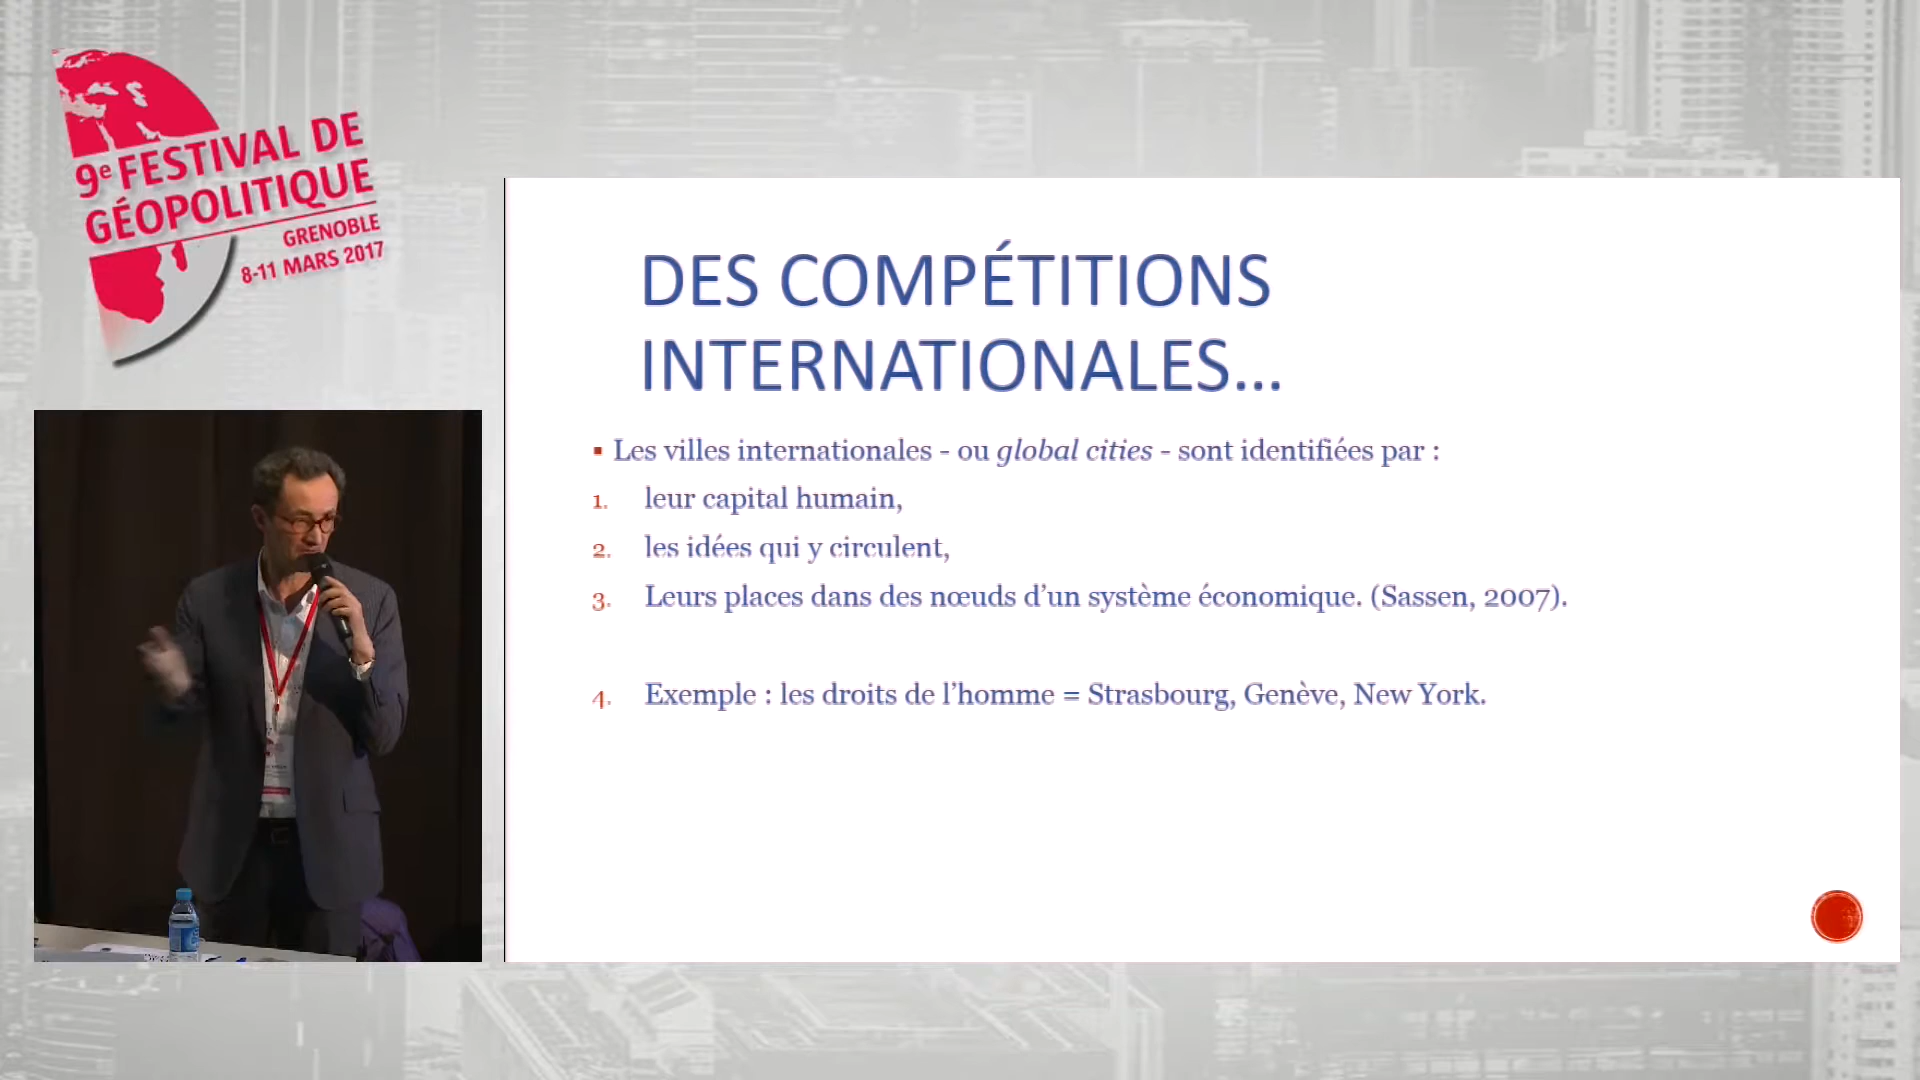 9e FESTIVAL DE
GÉOPOLITIQUE
GRENOBLE
8-11 MARS 2017
DES COMPÉTITIONS
INTERNATIONALES...
▪ Les villes internationales - ou global cities - sont identifiées par :
1. leur capital humain,
2. les idées qui y circulent,
3. Leurs places dans des nœuds d’un système économique. (Sassen, 2007).
4. Exemple : les droits de l’homme = Strasbourg, Genève, New York.